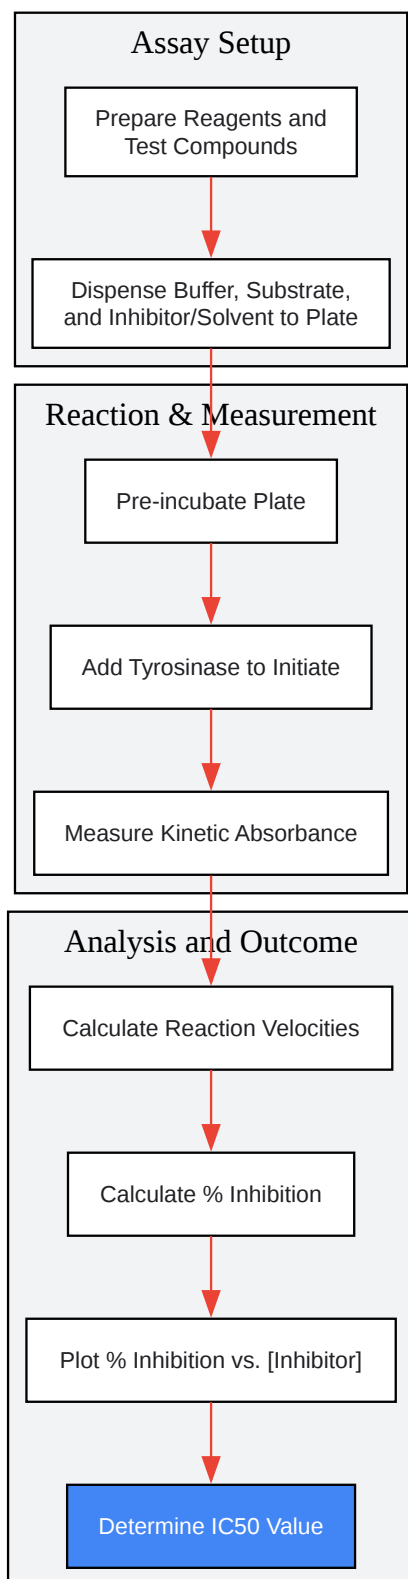 Assay Setup
Prepare Reagents and
Test Compounds
Dispense Buffer, Substrate,
and Inhibitor/Solvent to Plate
Reaction & Measurement
Pre-incubate Plate
Add Tyrosinase to Initiate
Measure Kinetic Absorbance
Analysis and Outcome
Calculate Reaction Velocities
Calculate % Inhibition
Plot % Inhibition vs. [Inhibitor]
Determine IC50 Value